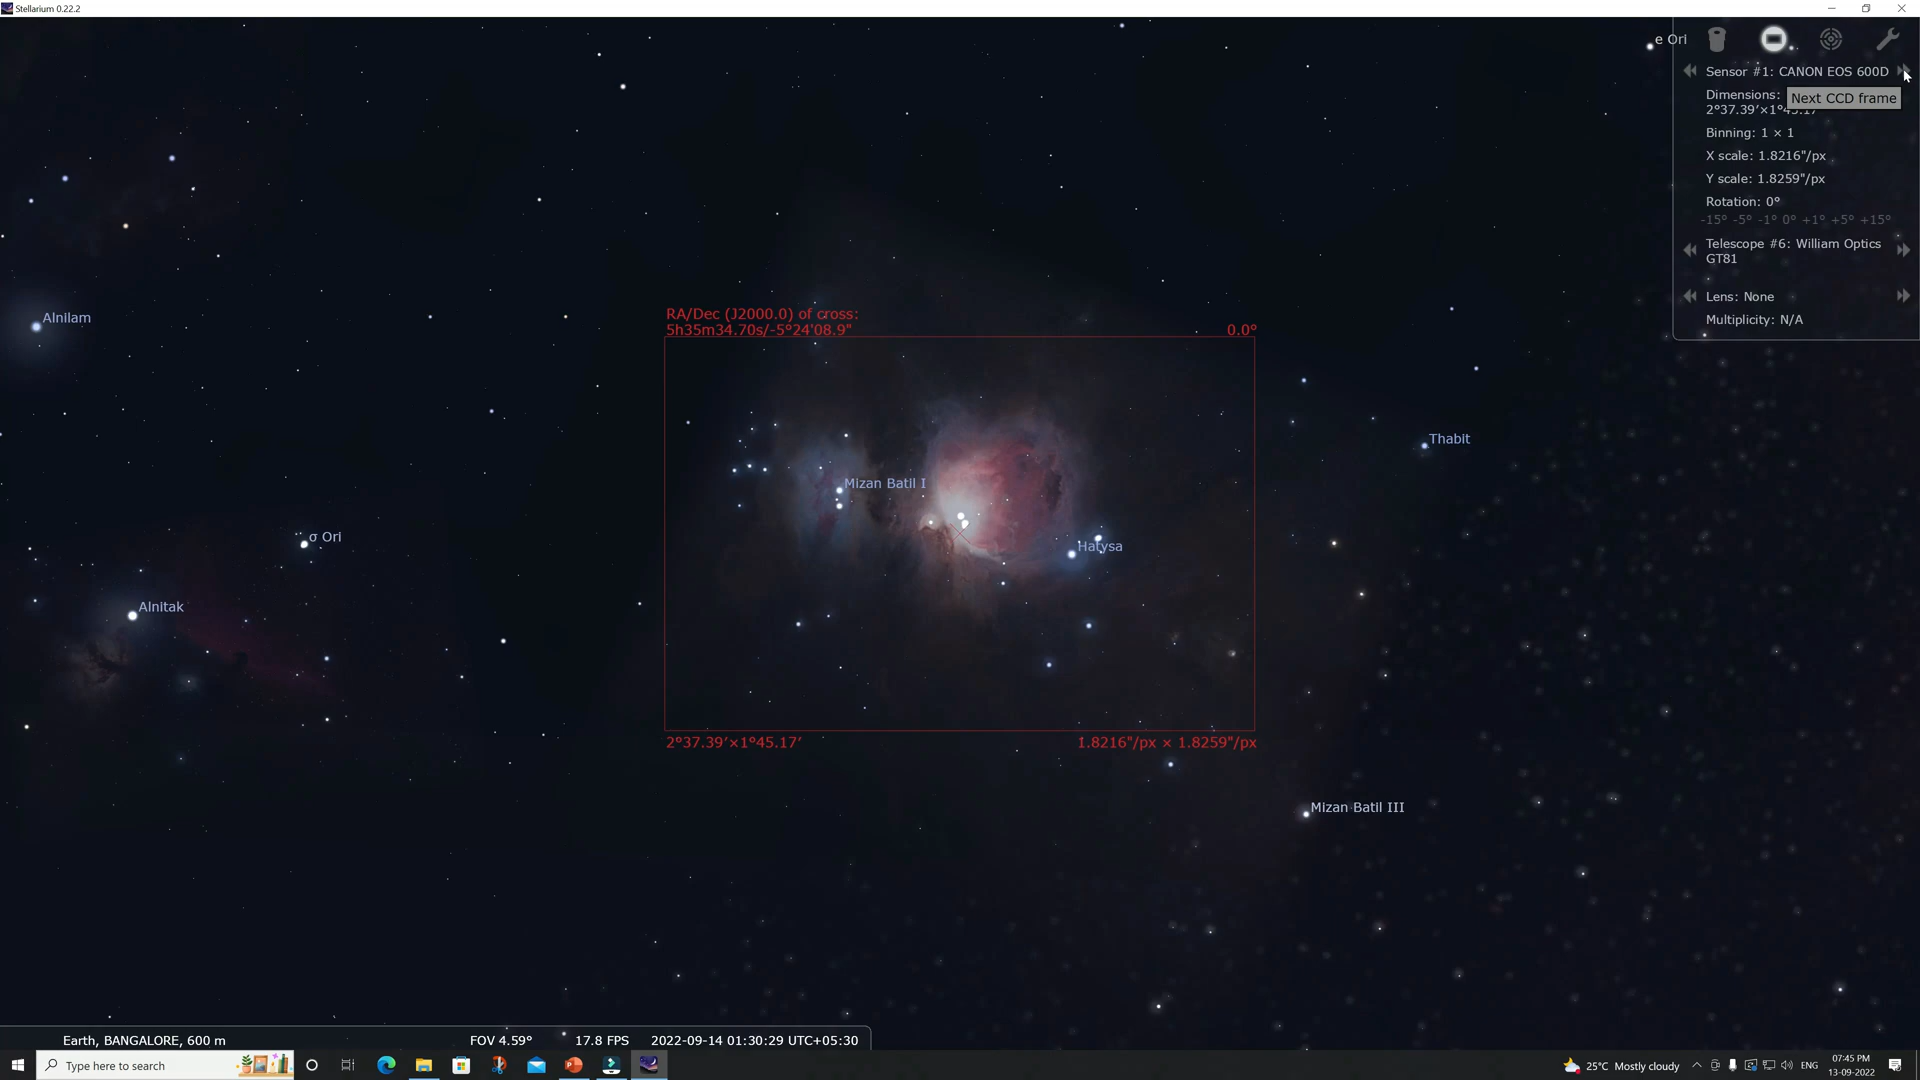 Stellarium 0.22.2
e Ori
Sensor #1: CANON EOS 600D
Dimensions:
Next CCD frame
2°37.39′×1°45.17′
Binning: 1 × 1
X scale: 1.8216"/px
Y scale: 1.8259"/px
Rotation: 0°
-15° -5° -1° 0° +1° +5° +15°
Telescope #6: William Optics
GT81
Lens: None
Multiplicity: N/A
Alnilam
RA/Dec (J2000.0) of cross:
5h35m34.70s/-5°24'08.9"
0.0°
Thabit
Mizan Batil I
σ Ori
Hatysa
Alnitak
2°37.39′×1°45.17′
1.8216"/px × 1.8259"/px
Mizan Batil III
Earth, BANGALORE, 600 m
FOV 4.59°
17.8 FPS
2022-09-14 01:30:29 UTC+05:30
Type here to search
25°C Mostly cloudy
ENG
07:45 PM
13-09-2022